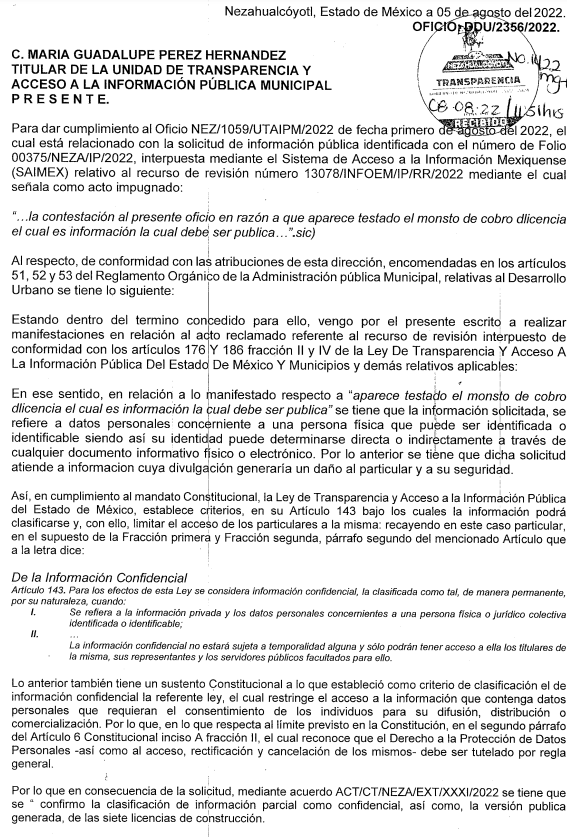 Nezahualcóyotl, Estado de México a 05 de agosto del 2022.
OFICIO: DDU/2356/2022.
C. MARIA GUADALUPE PEREZ HERNANDEZ
TITULAR DE LA UNIDAD DE TRANSPARENCIA Y
ACCESO A LA INFORMACIÓN PÚBLICA MUNICIPAL
P R E S E N T E.
NEZAHUALCÓYOTL
TRANSPARENCIA
RECIBIDO
08.08.22
Para dar cumplimiento al Oficio NEZ/1059/UTAIPM/2022 de fecha primero de agosto del 2022, el
cual está relacionado con la solicitud de información pública identificada con el número de Folio
00375/NEZA/IP/2022, interpuesta mediante el Sistema de Acceso a la Información Mexiquense
(SAIMEX) relativo al recurso de revisión número 13078/INFOEM/IP/RR/2022 mediante el cual
señala como acto impugnado:
“…la contestación al presente oficio en razón a que aparece testado el monsto de cobro dlicencia
el cual es información la cual debe ser publica…”.sic)
Al respecto, de conformidad con las atribuciones de esta dirección, encomendadas en los artículos
51, 52 y 53 del Reglamento Orgánico de la Administración pública Municipal, relativas al Desarrollo
Urbano se tiene lo siguiente:
Estando dentro del termino concedido para ello, vengo por el presente escrito a realizar
manifestaciones en relación al acto reclamado referente al recurso de revisión interpuesto de
conformidad con los artículos 176 Y 186 fracción II y IV de la Ley De Transparencia Y Acceso A
La Información Pública Del Estado De México Y Municipios y demás relativos aplicables:
En ese sentido, en relación a lo manifestado respecto a “aparece testado el monsto de cobro
dlicencia el cual es información la cual debe ser publica” se tiene que la información solicitada, se
refiere a datos personales concerniente a una persona física que puede ser identificada o
identificable siendo así su identidad puede determinarse directa o indirectamente a través de
cualquier documento informativo físico o electrónico. Por lo anterior se tiene que dicha solicitud
atiende a informacion cuya divulgación generaría un daño al particular y a su seguridad.
Así, en cumplimiento al mandato Constitucional, la Ley de Transparencia y Acceso a la Información Pública
del Estado de México, establece criterios, en su Artículo 143 bajo los cuales la información podrá
clasificarse y, con ello, limitar el acceso de los particulares a la misma: recayendo en este caso particular,
en el supuesto de la Fracción primera y Fracción segunda, párrafo segundo del mencionado Artículo que
a la letra dice:
De la Información Confidencial
Artículo 143. Para los efectos de esta Ley se considera información confidencial, la clasificada como tal, de manera permanente,
por su naturaleza, cuando:
I. Se refiera a la información privada y los datos personales concernientes a una persona física o jurídico colectiva
identificada o identificable;
II. …
La información confidencial no estará sujeta a temporalidad alguna y sólo podrán tener acceso a ella los titulares de
la misma, sus representantes y los servidores públicos facultados para ello.
Lo anterior también tiene un sustento Constitucional a lo que estableció como criterio de clasificación el de
información confidencial la referente ley, el cual restringe el acceso a la información que contenga datos
personales que requieran el consentimiento de los individuos para su difusión, distribución o
comercialización. Por lo que, en lo que respecta al límite previsto en la Constitución, en el segundo párrafo
del Artículo 6 Constitucional inciso A fracción II, el cual reconoce que el Derecho a la Protección de Datos
Personales -así como al acceso, rectificación y cancelación de los mismos- debe ser tutelado por regla
general.
Por lo que en consecuencia de la solicitud, mediante acuerdo ACT/CT/NEZA/EXT/XXXI/2022 se tiene que
se “ confirmo la clasificación de información parcial como confidencial, así como, la version publica
generada, de las siete licencias de construcción.